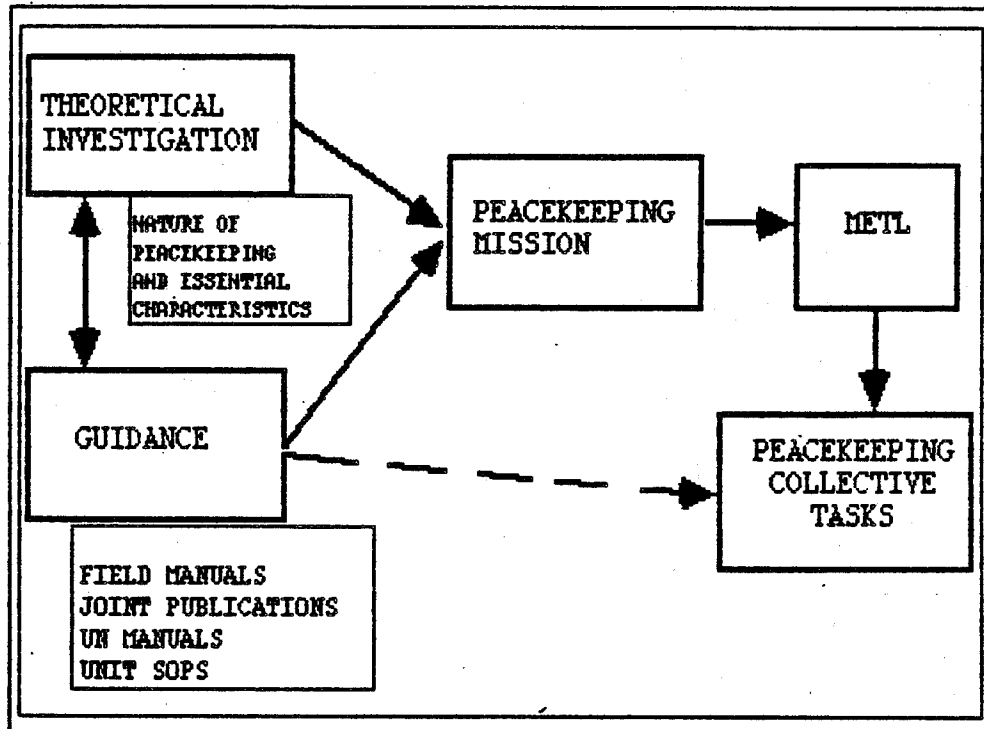 THEORETICAL
INVESTIGATION
NATURE OF
PEACIKEEPING
AND ESSENTIAL
CHARACTERISTICS
PEACEKEEPING
MISSION
METL
GUIDANCE
PEACEKEEPING
COLLECTIVE
TASKS
FIELD MANUALS
JOINT PUBLICATIONS
UN MANUALS
UNIT SOPS